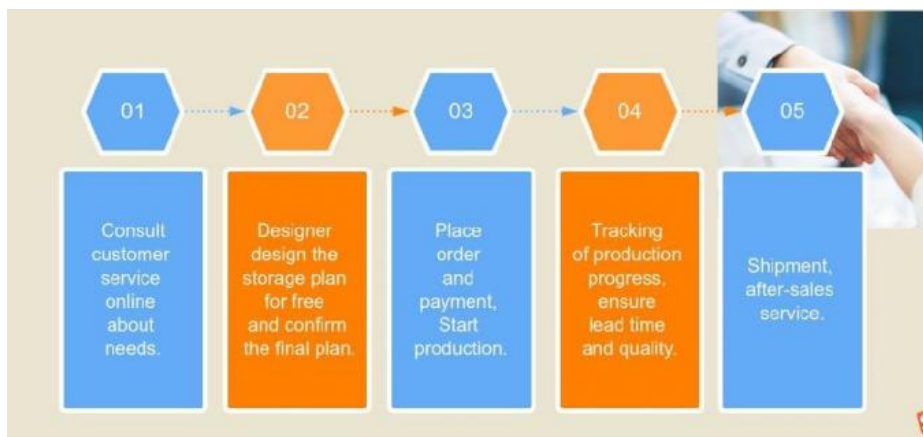 01
02
03
04
05
Consult
customer
service
online
about
needs.
Designer
design the
storage plan
for free
and confirm
the final plan.
Place
order
and
payment,
Start
production.
Tracking
of production
progress,
ensure
lead time
and quality.
Shipment,
after-sales
service.